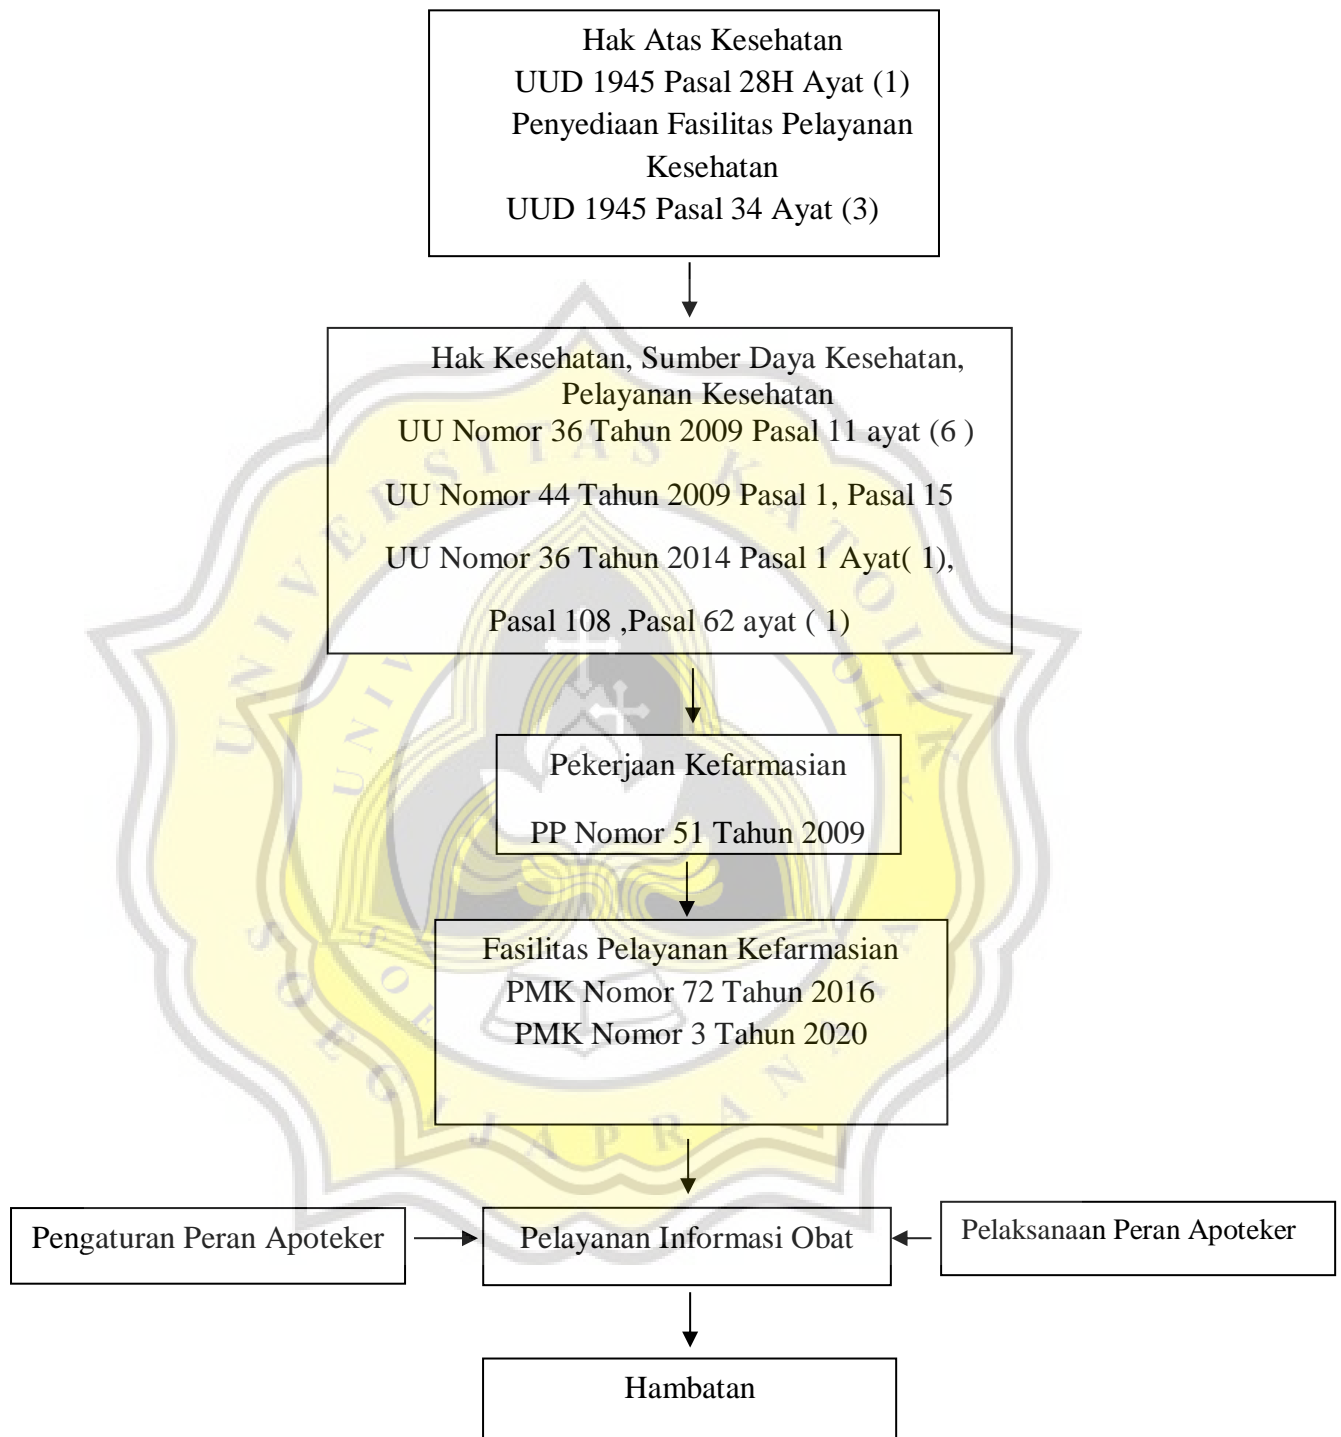 Hak Atas Kesehatan
UUD 1945 Pasal 28H Ayat (1)
Penyediaan Fasilitas Pelayanan
Kesehatan
UUD 1945 Pasal 34 Ayat (3)
Hak Kesehatan, Sumber Daya Kesehatan,
Pelayanan Kesehatan
UU Nomor 36 Tahun 2009 Pasal 11 ayat (6 )
UU Nomor 44 Tahun 2009 Pasal 1, Pasal 15
UU Nomor 36 Tahun 2014 Pasal 1 Ayat( 1),
Pasal 108 ,Pasal 62 ayat ( 1)
Pekerjaan Kefarmasian
PP Nomor 51 Tahun 2009
Fasilitas Pelayanan Kefarmasian
PMK Nomor 72 Tahun 2016
PMK Nomor 3 Tahun 2020
Pengaturan Peran Apoteker
Pelayanan Informasi Obat
Pelaksanaan Peran Apoteker
Hambatan
UNIVERSITAS KATOLIK
SOEGIJAPRANATA